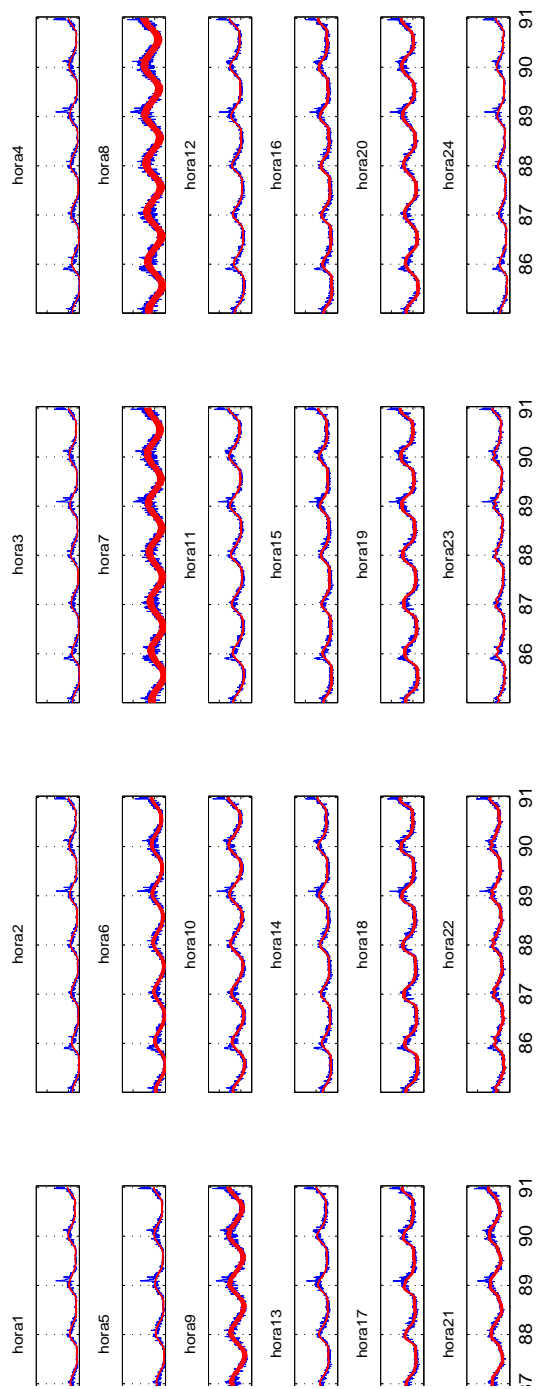 hora1 hora2 hora3 hora4
hora5 hora6 hora7 hora8
hora9 hora10 hora11 hora12
hora13 hora14 hora15 hora16
hora17 hora18 hora19 hora20
hora21 hora22 hora23 hora24
88 89 90 91 86 87 88 89 90 91 86 87 88 89 90 91 86 87 88 89 90 91